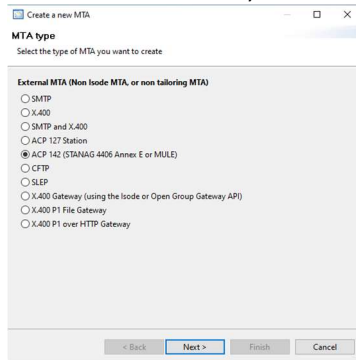 Create a new MTA
MTA type
Select the type of MTA you want to create
External MTA (Non Isode MTA, or non tailoring MTA)
SMTP
X.400
SMTP and X.400
ACP 127 Station
ACP 142 (STANAG 4406 Annex E or MULE)
CFTP
SLEP
X.400 Gateway (using the Isode or Open Group Gateway API)
X.400 P1 File Gateway
X.400 P1 over HTTP Gateway
< Back Next > Finish Cancel